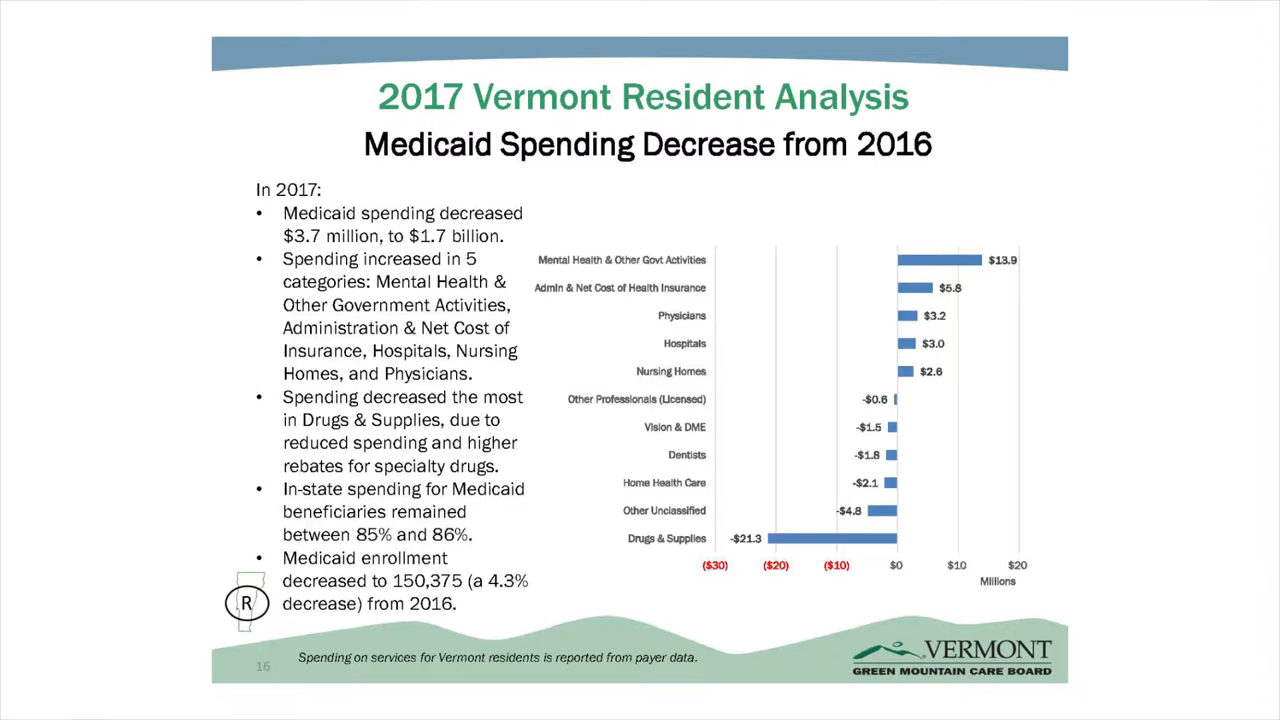 2017 Vermont Resident Analysis
Medicaid Spending Decrease from 2016
In 2017:
• Medicaid spending decreased
$3.7 million, to $1.7 billion.
• Spending increased in 5
categories: Mental Health &
Other Government Activities,
Administration & Net Cost of
Insurance, Hospitals, Nursing
Homes, and Physicians.
• Spending decreased the most
in Drugs & Supplies, due to
reduced spending and higher
rebates for specialty drugs.
• In-state spending for Medicaid
beneficiaries remained
between 85% and 86%.
• Medicaid enrollment
decreased to 150,375 (a 4.3%
decrease) from 2016.
R
Mental Health & Other Govt Activities $13.9
Admin & Net Cost of Health Insurance $5.8
Physicians $3.2
Hospitals $3.0
Nursing Homes $2.6
Other Professionals (Licensed) -$0.6
Vision & DME -$1.5
Dentists -$1.8
Home Health Care -$2.1
Other Unclassified -$4.8
Drugs & Supplies -$21.3
($30) ($20) ($10) $0 $10 $20
Millions
16
Spending on services for Vermont residents is reported from payer data.
VERMONT
GREEN MOUNTAIN CARE BOARD